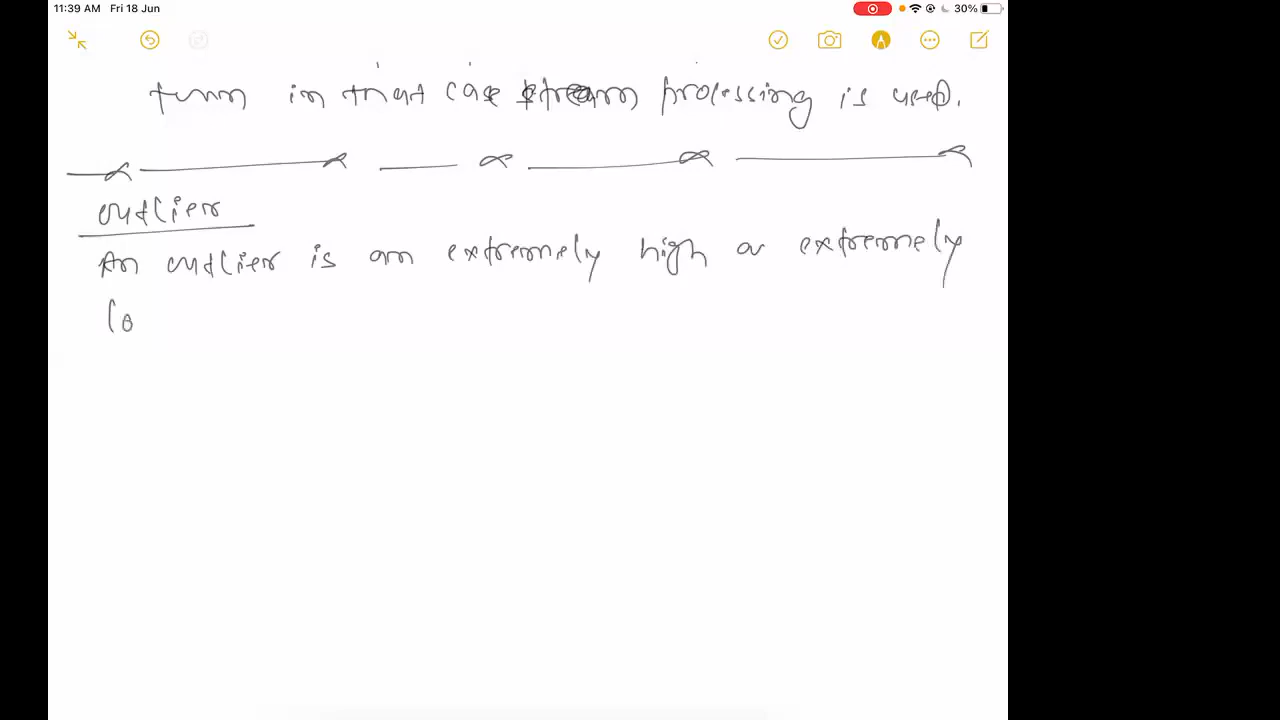 11:39 AM Fri 18 Jun 30%
in that case stream processing is used.
outlier
An outlier is an extremely high or extremely
lo